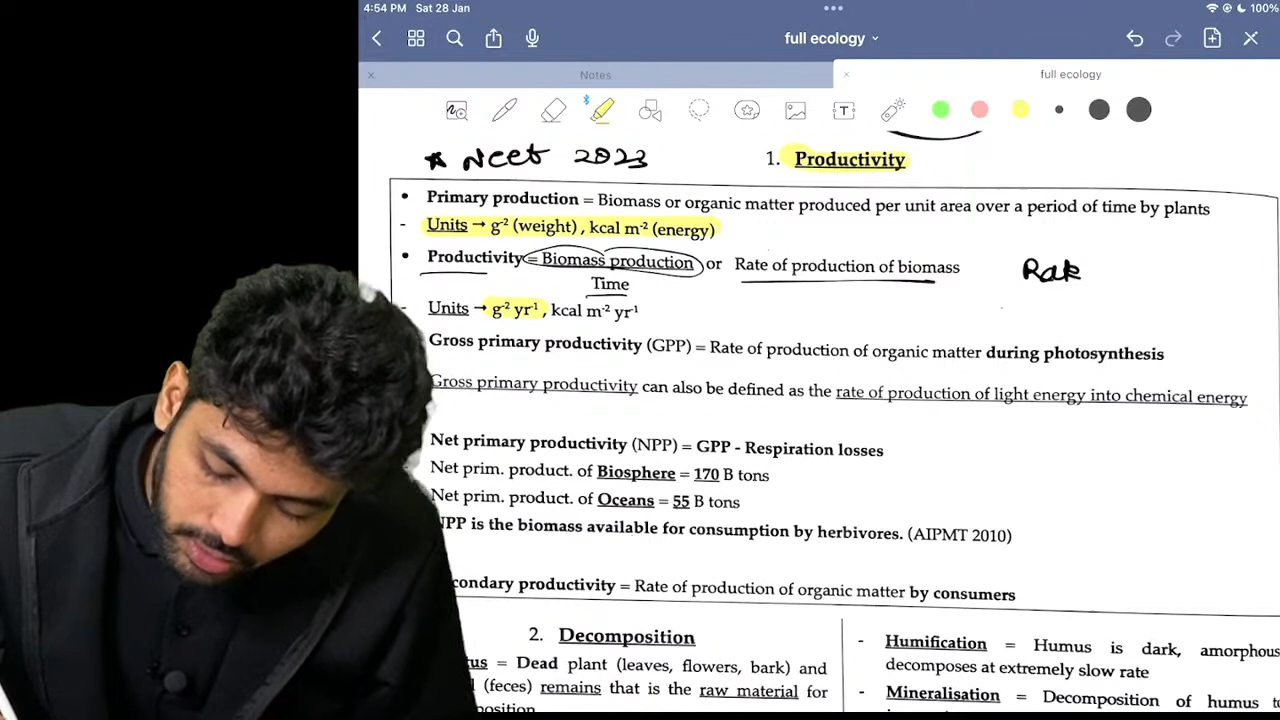 4:54 PM Sat 28 Jan
100%
full ecology
Notes
full ecology
T
★ Neet 2023
1. Productivity
• Primary production = Biomass or organic matter produced per unit area over a period of time by plants
- Units → g⁻² (weight) , kcal m⁻² (energy)
• Productivity = Biomass production or Rate of production of biomass
Rate
Time
- Units → g⁻² yr⁻¹ , kcal m⁻² yr⁻¹
Gross primary productivity (GPP) = Rate of production of organic matter during photosynthesis
Gross primary productivity can also be defined as the rate of production of light energy into chemical energy
Net primary productivity (NPP) = GPP - Respiration losses
Net prim. product. of Biosphere = 170 B tons
Net prim. product. of Oceans = 55 B tons
NPP is the biomass available for consumption by herbivores. (AIPMT 2010)
condary productivity = Rate of production of organic matter by consumers
2. Decomposition
tus = Dead plant (leaves, flowers, bark) and
(feces) remains that is the raw material for
position.
- Humification = Humus is dark, amorphous
decomposes at extremely slow rate
- Mineralisation = Decomposition of humus t